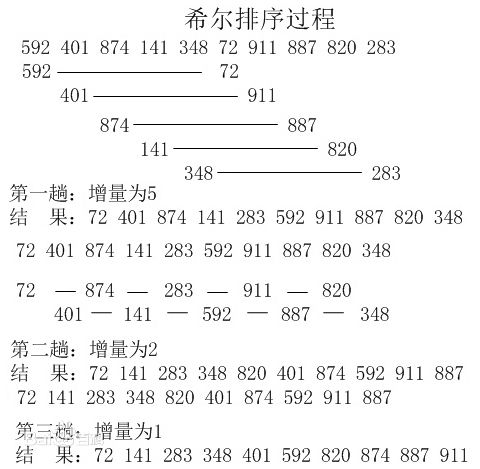 希尔排序过程
592 401 874 141 348 72 911 887 820 283
592 72
401 911
874 887
141 820
348 283
第一趟：增量为5
结 果：72 401 874 141 283 592 911 887 820 348
72 401 874 141 283 592 911 887 820 348
72 — 874 — 283 — 911 — 820
401 — 141 — 592 — 887 — 348
第二趟：增量为2
结 果：72 141 283 348 820 401 874 592 911 887
72 141 283 348 820 401 874 592 911 887
第三趟：增量为1
结 果：72 141 283 348 401 592 820 874 887 911